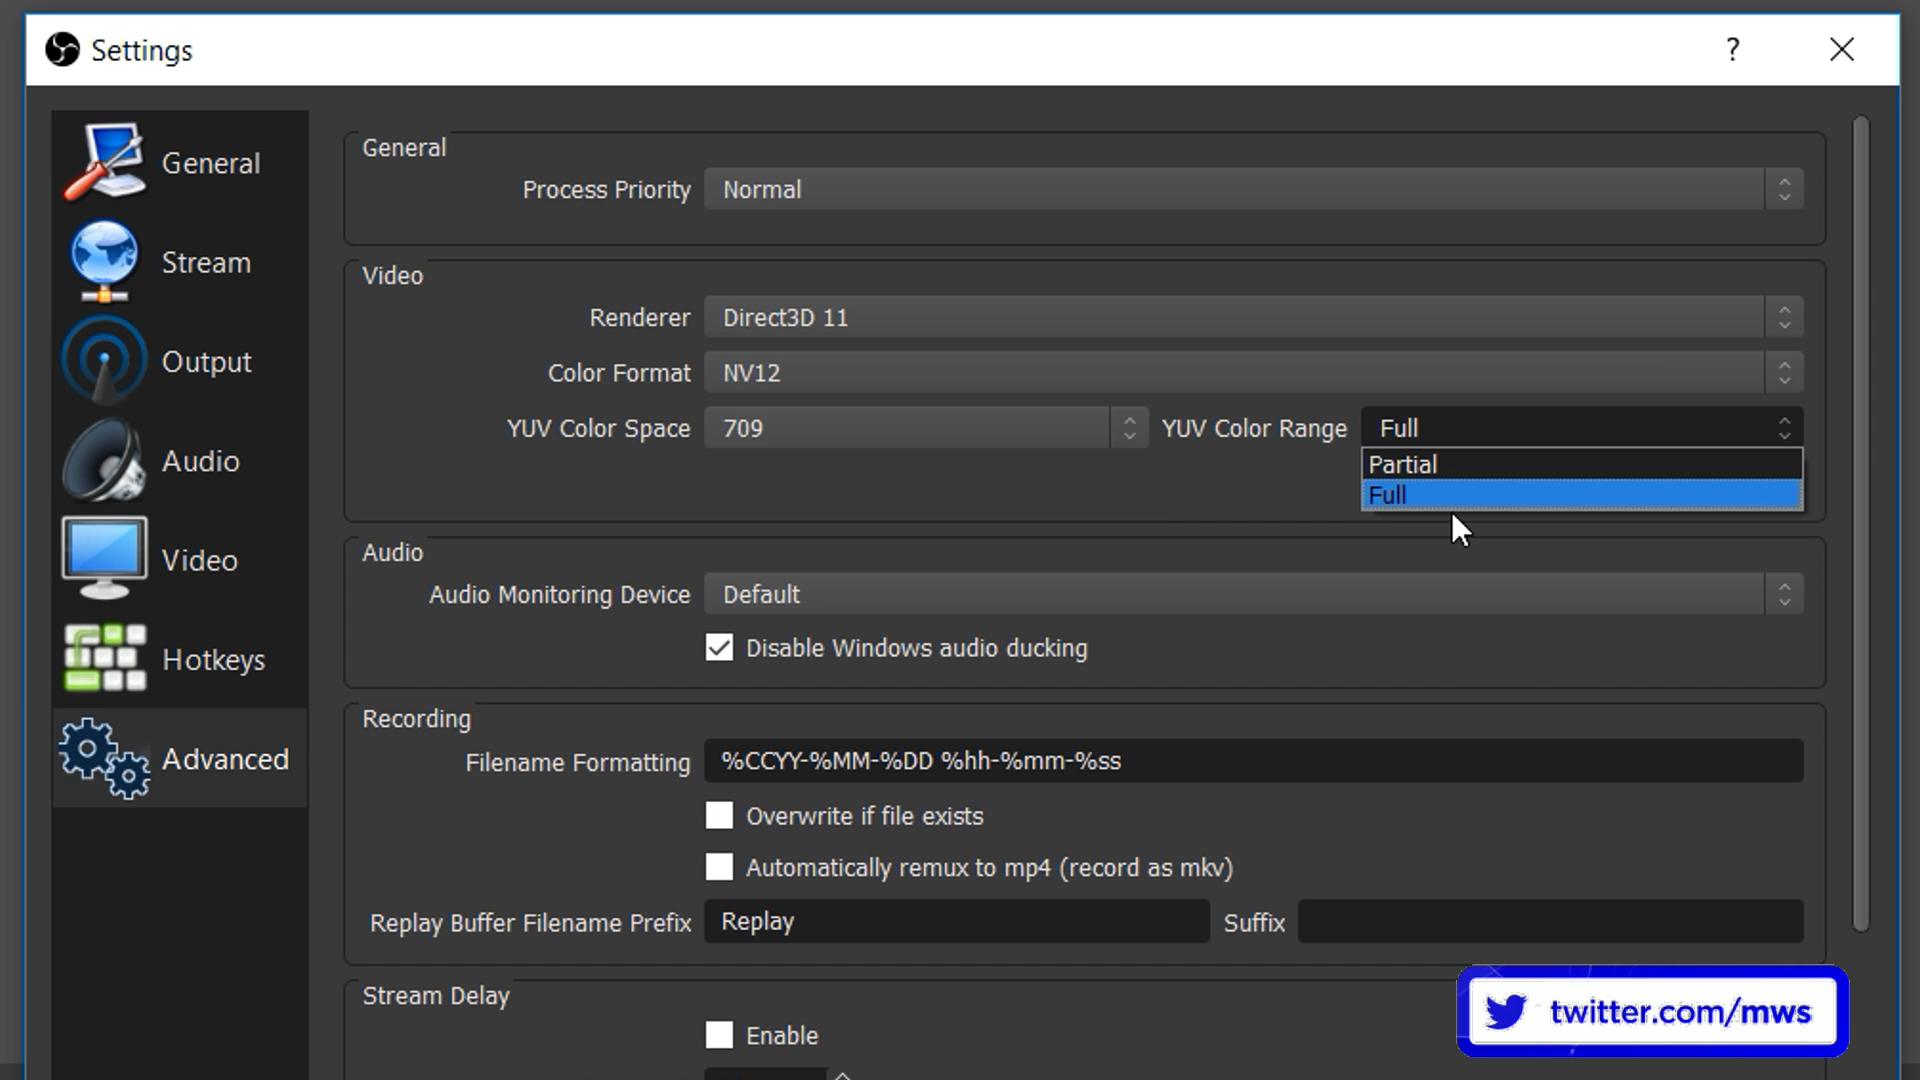 Settings
?
General
Stream
Output
Audio
Video
Hotkeys
Advanced
General
Process Priority Normal
Video
Renderer Direct3D 11
Color Format NV12
YUV Color Space 709 YUV Color Range Full
Partial
Full
Audio
Audio Monitoring Device Default
Disable Windows audio ducking
Recording
Filename Formatting %CCYY-%MM-%DD %hh-%mm-%ss
Overwrite if file exists
Automatically remux to mp4 (record as mkv)
Replay Buffer Filename Prefix Replay Suffix
Stream Delay
Enable
twitter.com/mws